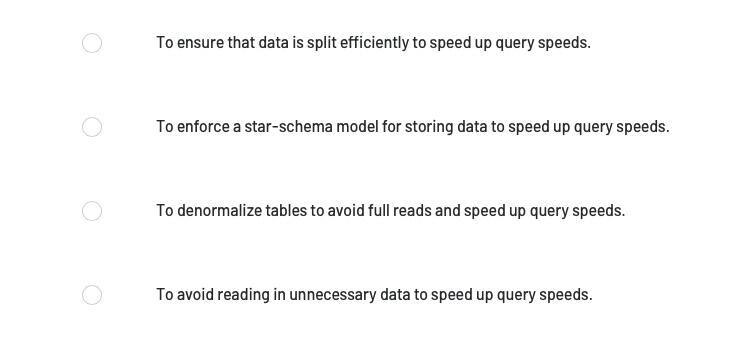 To ensure that data is split efficiently to speed up query speeds.
To enforce a star-schema model for storing data to speed up query speeds.
To denormalize tables to avoid full reads and speed up query speeds.
To avoid reading in unnecessary data to speed up query speeds.